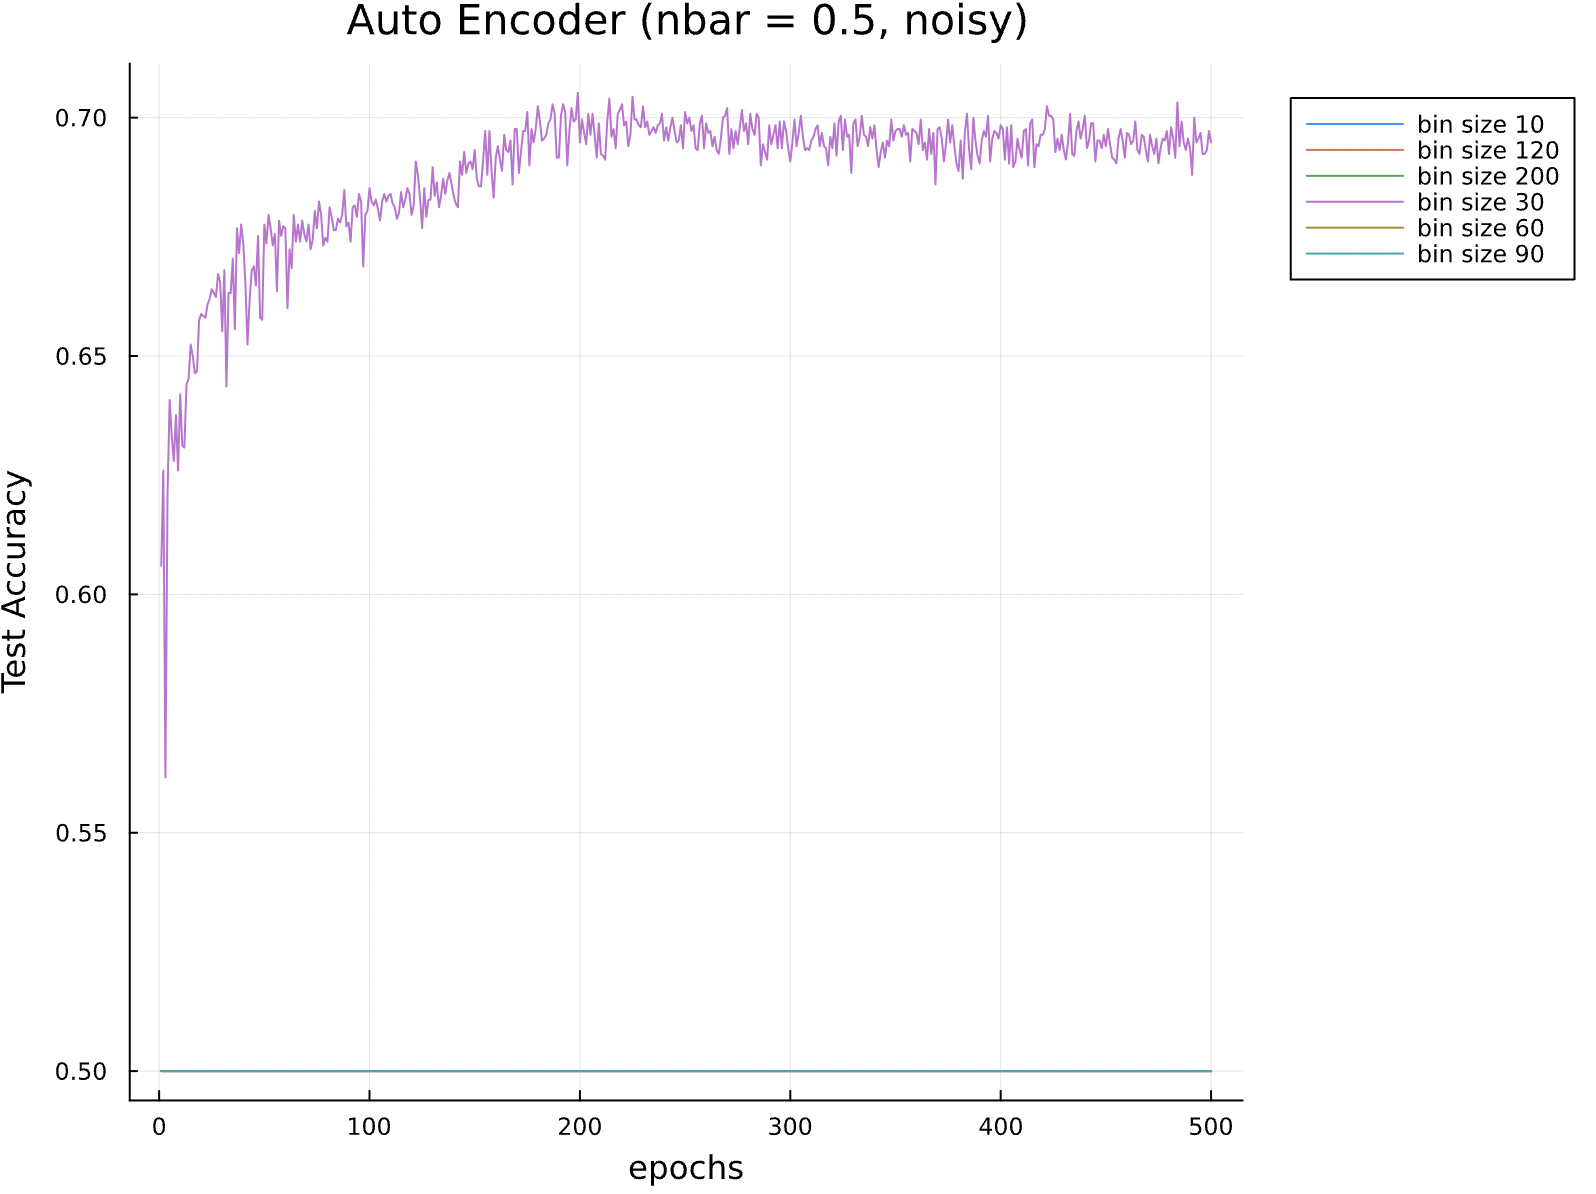 Auto Encoder (nbar = 0.5, noisy)
0.70
0.65
0.60
0.55
0.50
Test Accuracy
0
100
200
300
400
500
epochs
bin size 10
bin size 120
bin size 200
bin size 30
bin size 60
bin size 90